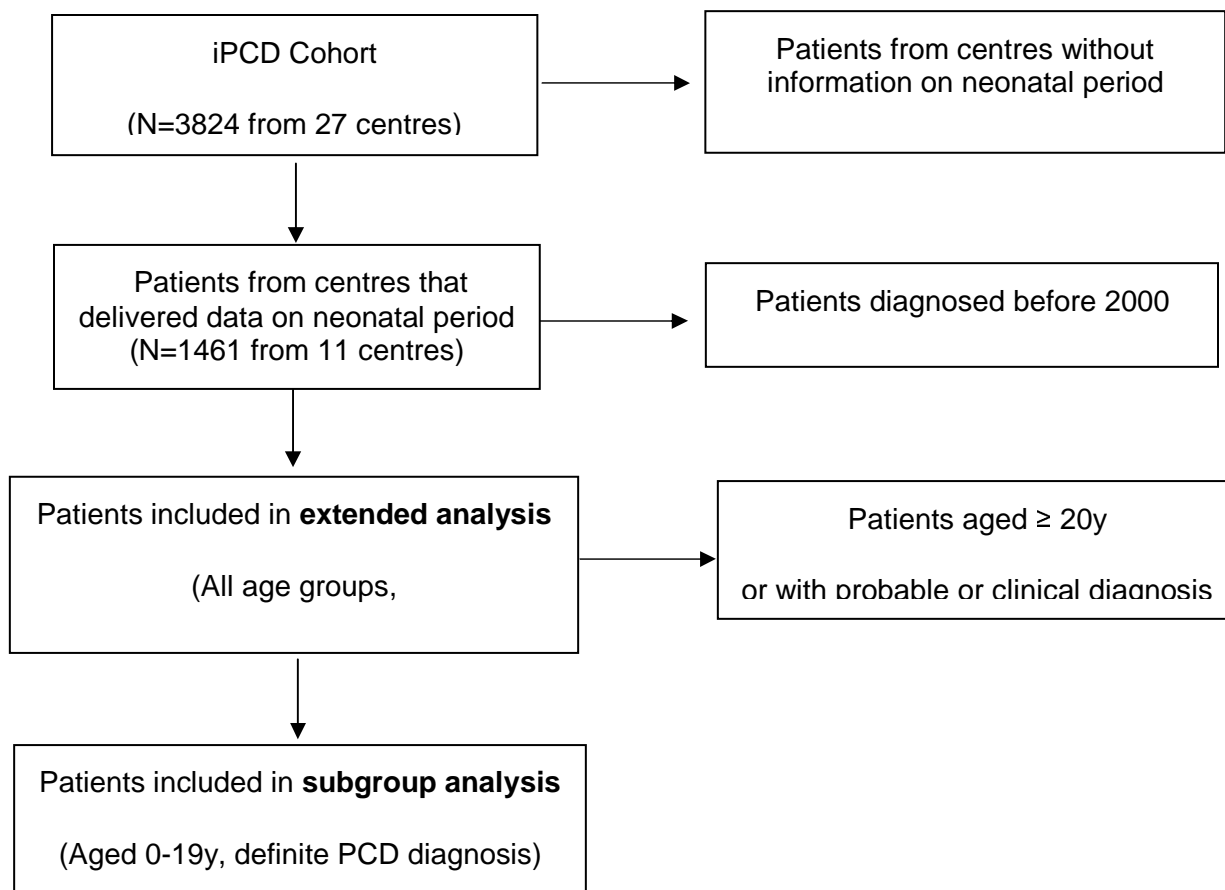 iPCD Cohort
(N=3824 from 27 centres)
Patients from centres without
information on neonatal period
Patients from centres that
delivered data on neonatal period
(N=1461 from 11 centres)
Patients diagnosed before 2000
Patients included in extended analysis
(All age groups,
Patients aged ≥ 20y
or with probable or clinical diagnosis
Patients included in subgroup analysis
(Aged 0-19y, definite PCD diagnosis)